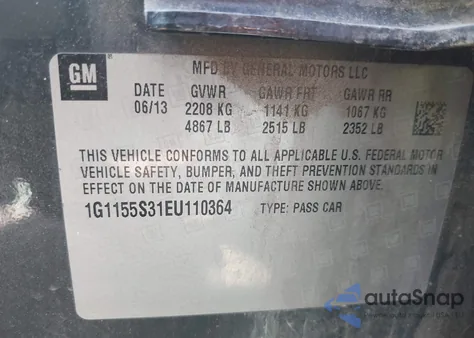 GM
MFD BY GENERAL MOTORS LLC
DATE GVWR GAWR FRT GAWR RR
06/13 2208 KG 1141 KG 1067 KG
4867 LB 2515 LB 2352 LB
THIS VEHICLE CONFORMS TO ALL APPLICABLE U.S. FEDERAL MOTOR
VEHICLE SAFETY, BUMPER, AND THEFT PREVENTION STANDARDS IN
EFFECT ON THE DATE OF MANUFACTURE SHOWN ABOVE.
1G1155S31EU110364 TYPE: PASS CAR
autoSnap